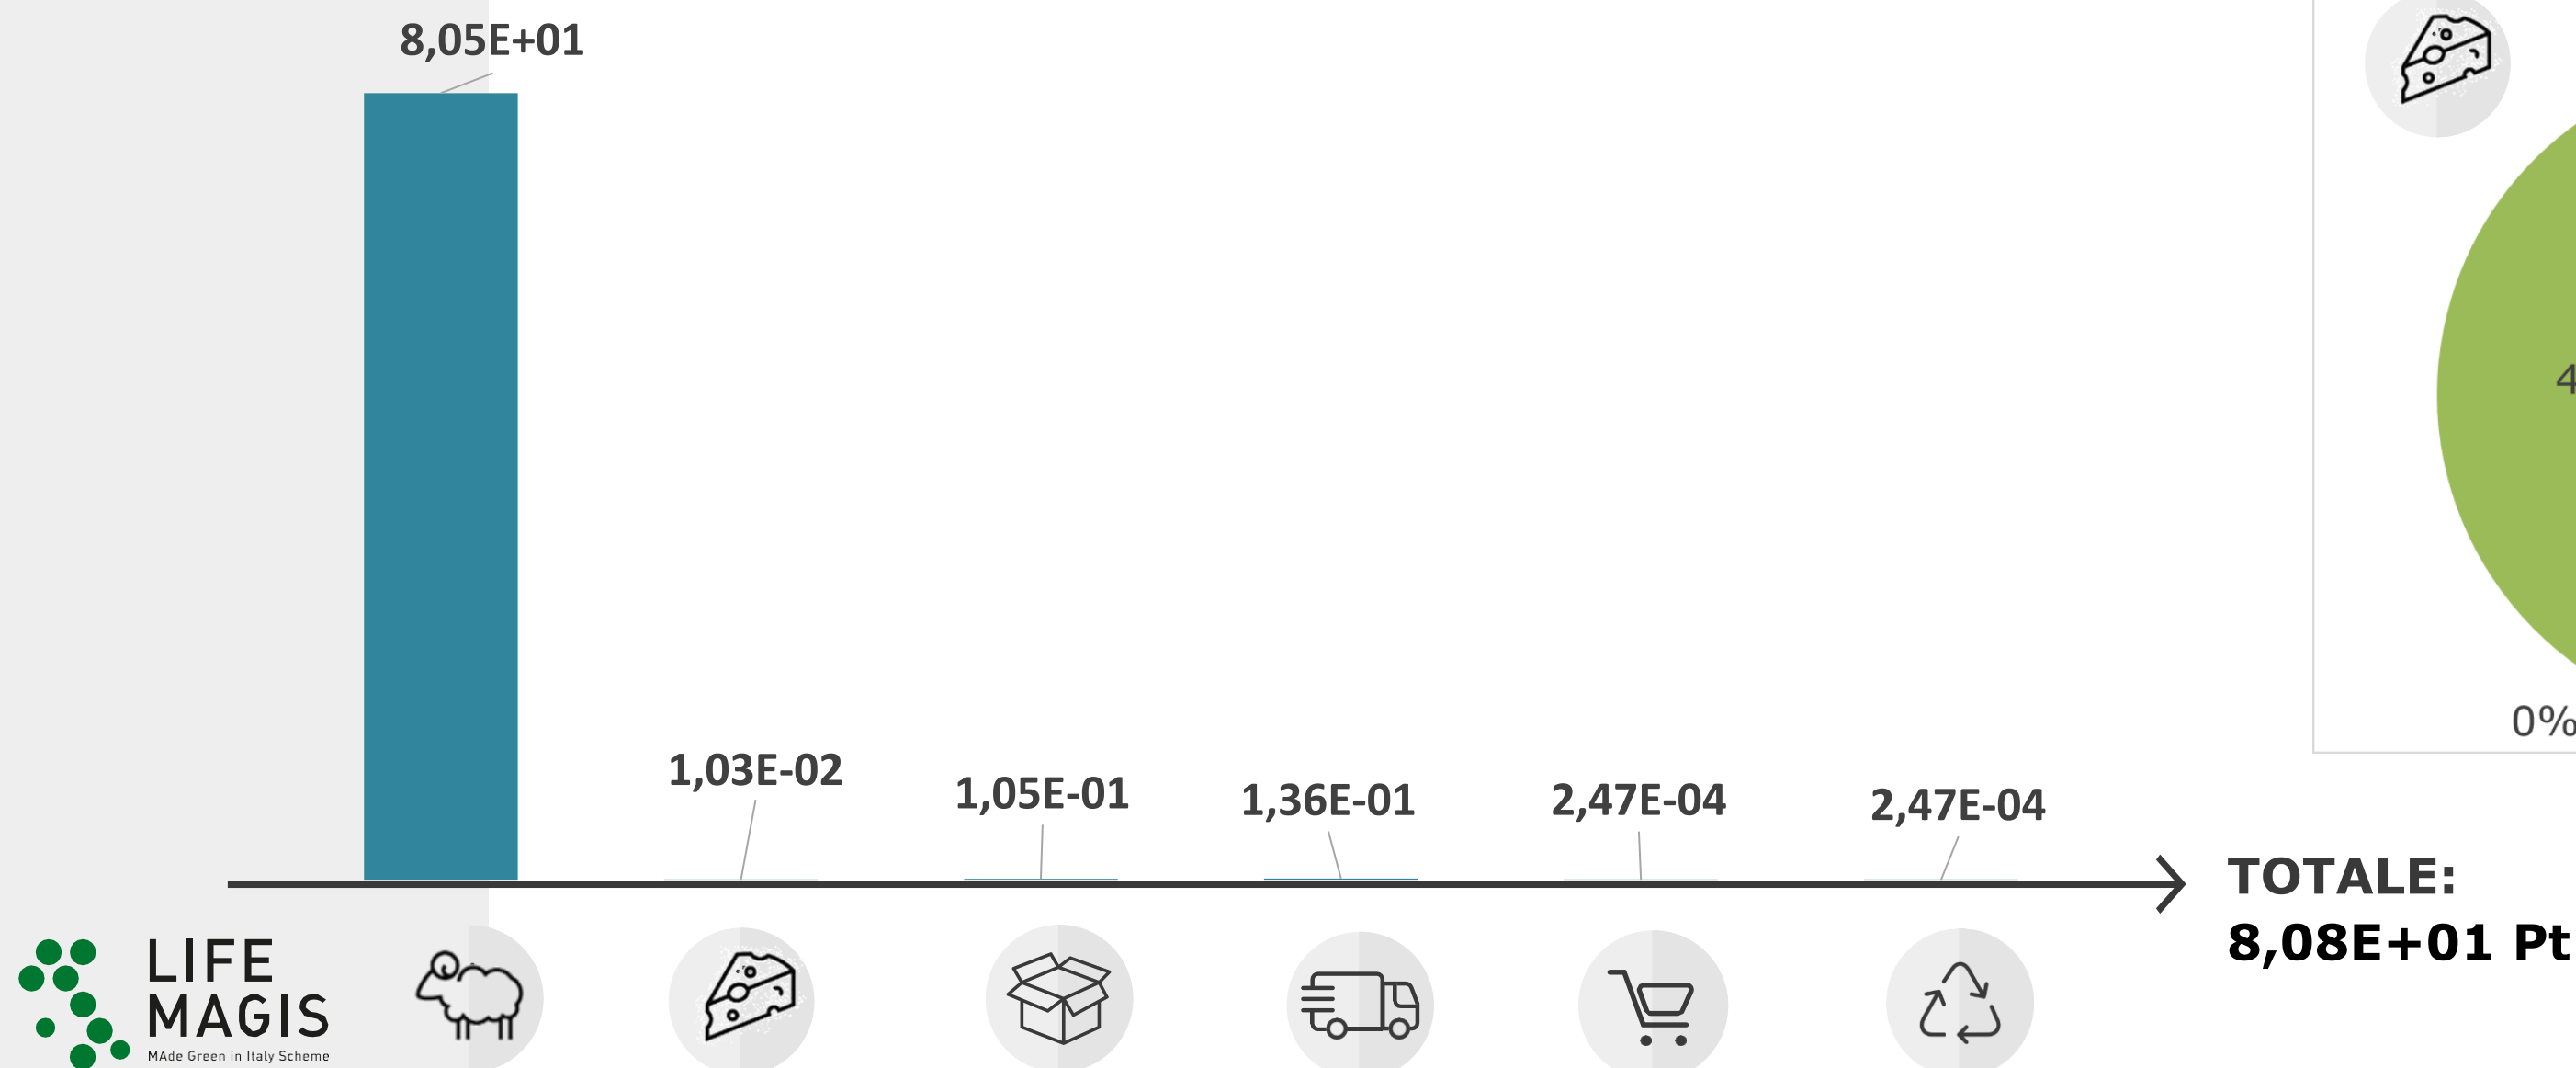 8,05E+01
1,03E-02
1,05E-01
1,36E-01
2,47E-04
2,47E-04
4
0%
TOTALE:
8,08E+01 Pt
LIFE
MAGIS
MAde Green in Italy Scheme